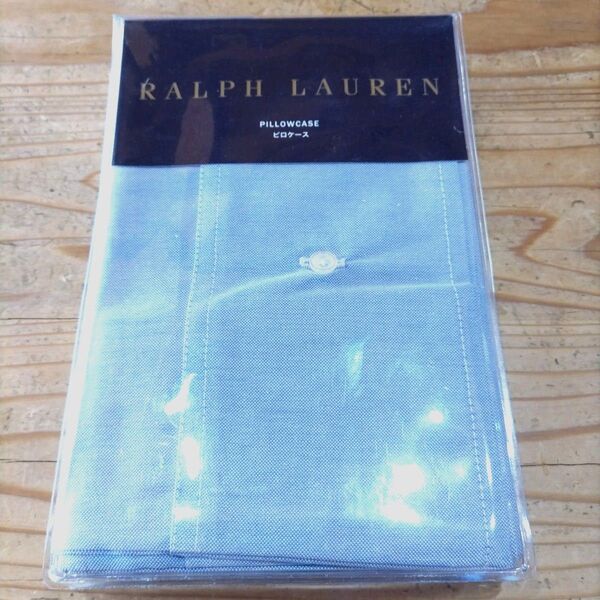 RALPH LAUREN
PILLOWCASE
ピロケース